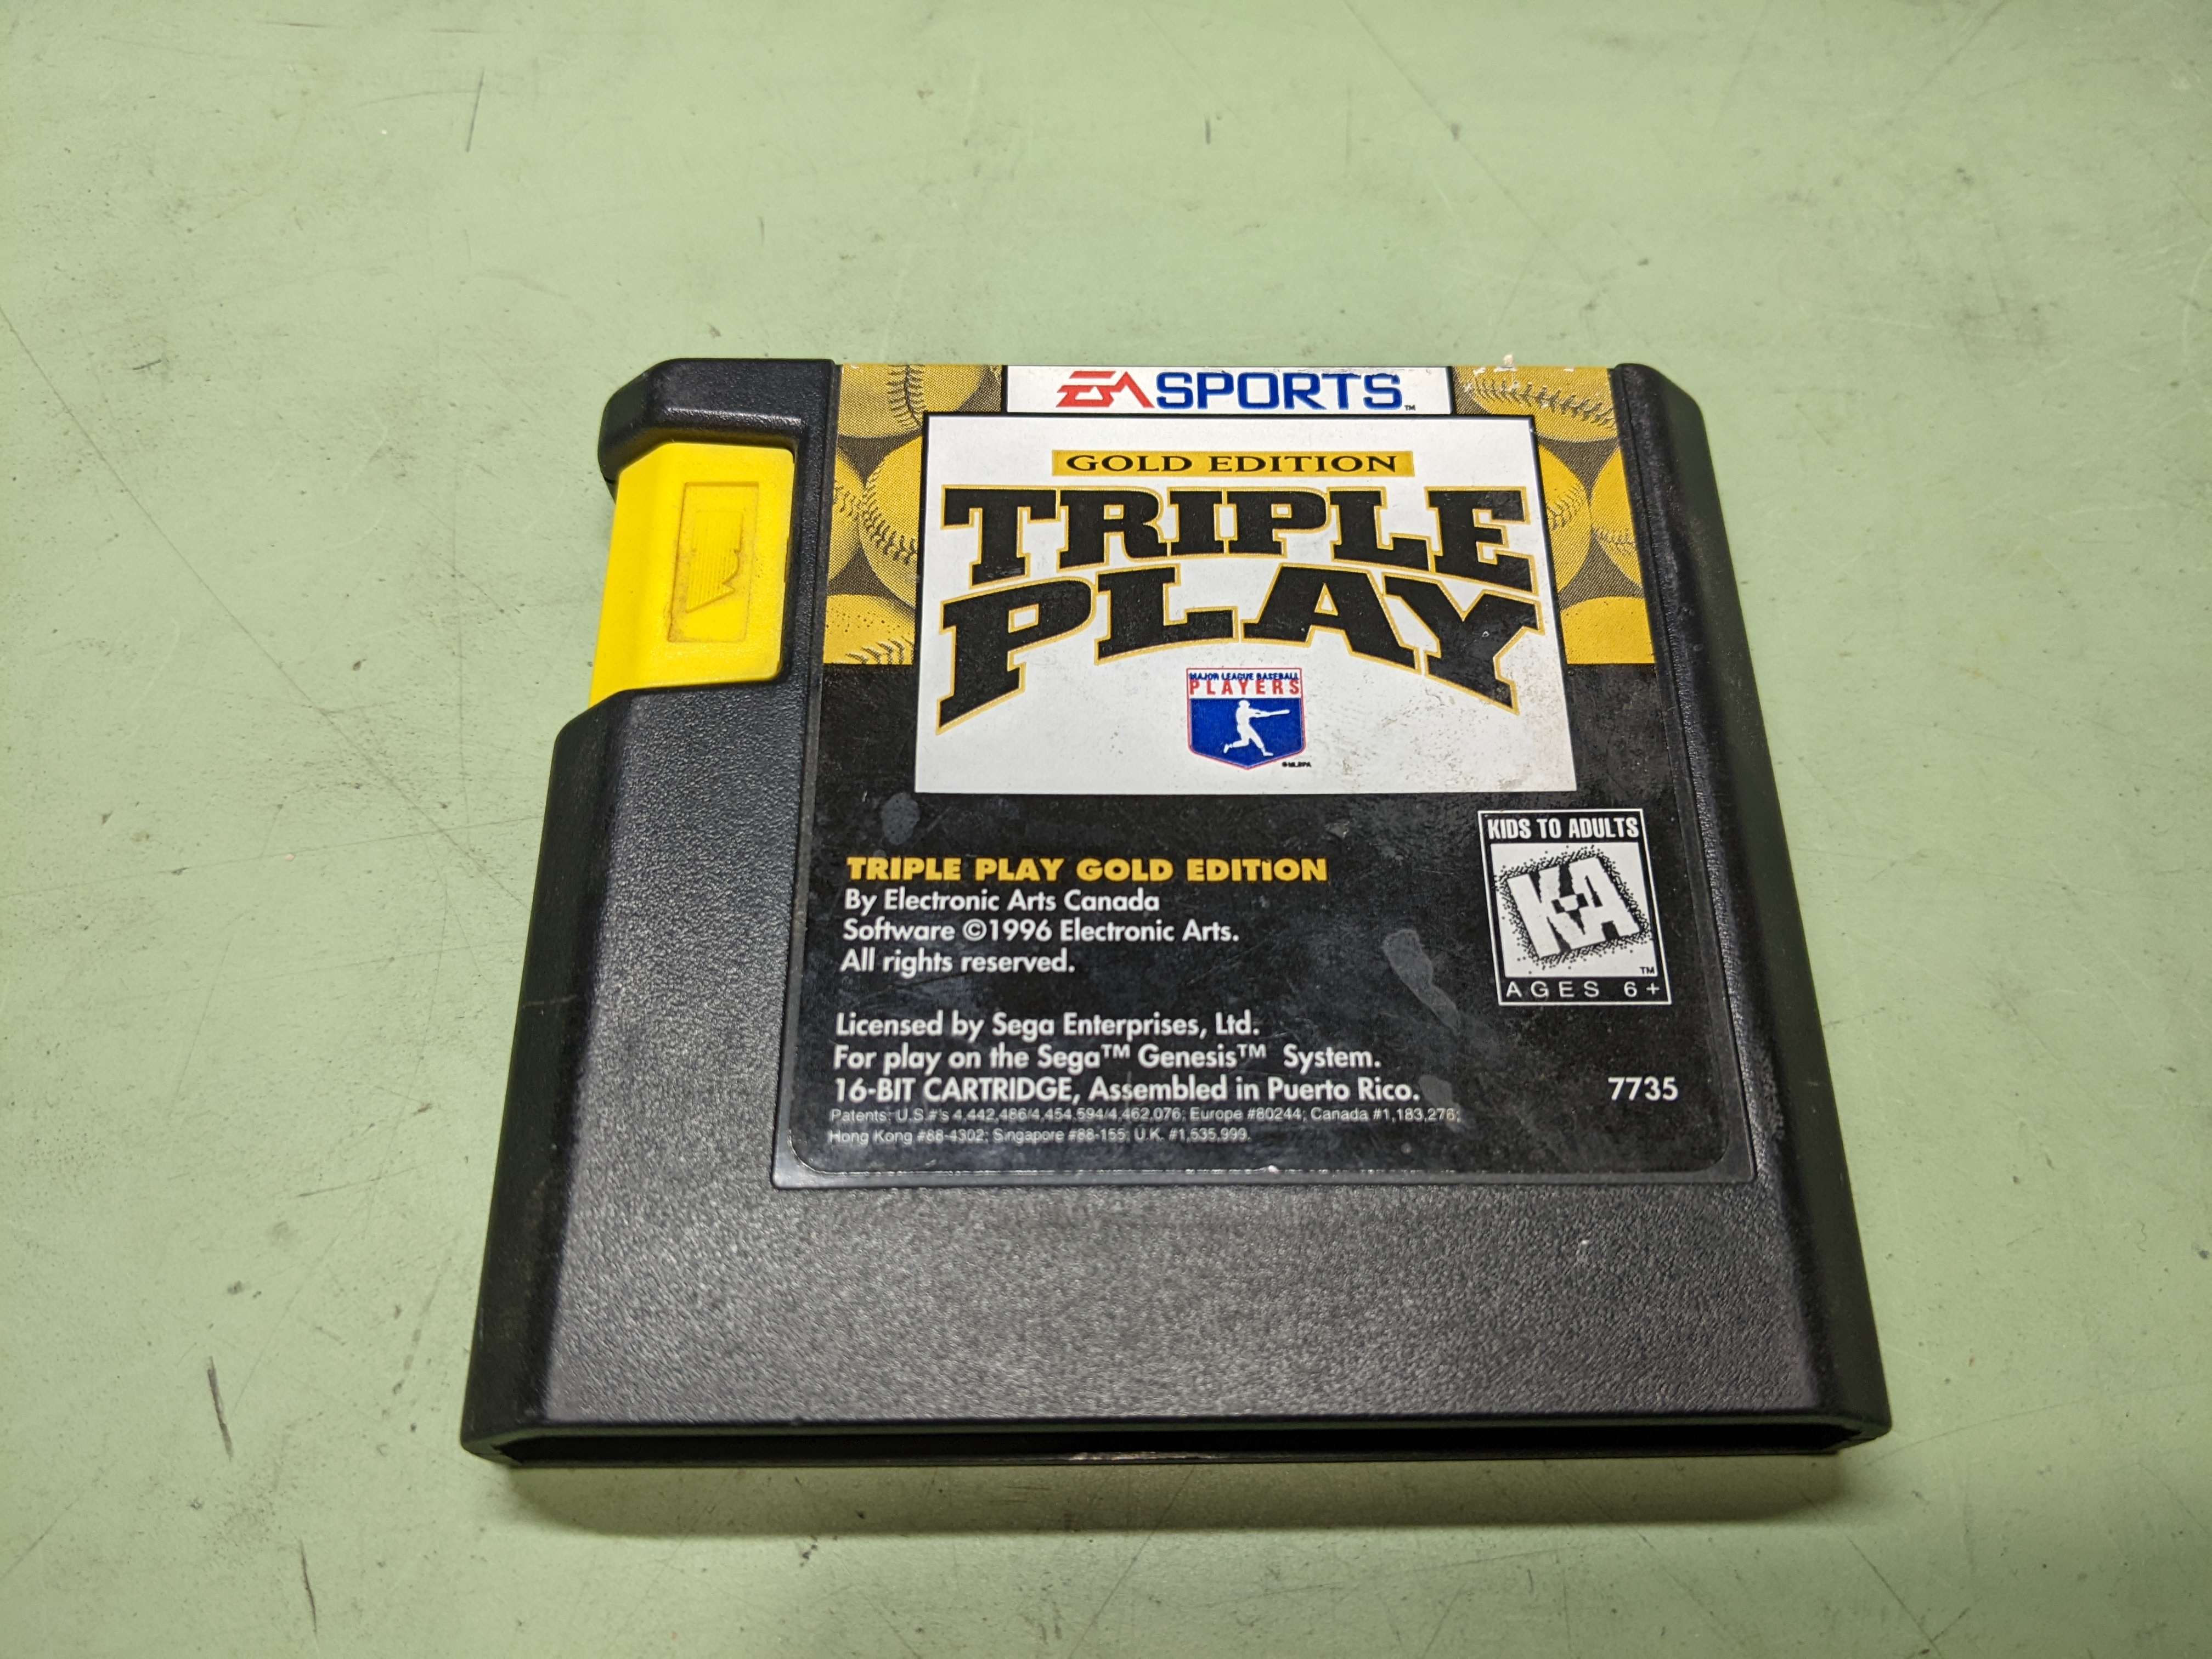 EA SPORTS™
GOLD EDITION
TRIPLE
PLAY
MAJOR LEAGUE BASEBALL
PLAYERS
©MLBPA
KIDS TO ADULTS
K-A
™
AGES 6+
TRIPLE PLAY GOLD EDITION
By Electronic Arts Canada
Software ©1996 Electronic Arts.
All rights reserved.
Licensed by Sega Enterprises, Ltd.
For play on the Sega™ Genesis™ System.
16-BIT CARTRIDGE, Assembled in Puerto Rico.
7735
Patents: U.S.#'s 4,442,486/4,454,594/4,462,076; Europe #80244; Canada #1,183,276;
Hong Kong #88-4302; Singapore #88-155; U.K. #1,535,999.